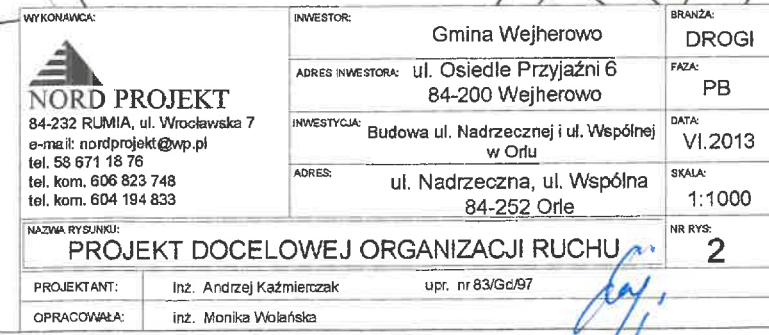 WYKONAWCA:
NORD PROJEKT
84-232 RUMIA, ul. Wrocławska 7
e-mail: nordprojekt@wp.pl
tel. 58 671 18 76
tel. kom. 606 823 748
tel. kom. 604 194 833
INWESTOR:
Gmina Wejherowo
ADRES INWESTORA: ul. Osiedle Przyjaźni 6
84-200 Wejherowo
INWESTYCJA: Budowa ul. Nadrzecznej i ul. Wspólnej
w Orlu
ADRES: ul. Nadrzeczna, ul. Wspólna
84-252 Orle
BRANŻA:
DROGI
FAZA:
PB
DATA:
VI.2013
SKALA:
1:1000
NAZWA RYSUNKU:
PROJEKT DOCELOWEJ ORGANIZACJI RUCHU
NR RYS:
2
PROJEKTANT: inż. Andrzej Kaźmierczak upr. nr 83/Gd/97
OPRACOWAŁA: inż. Monika Wolańska